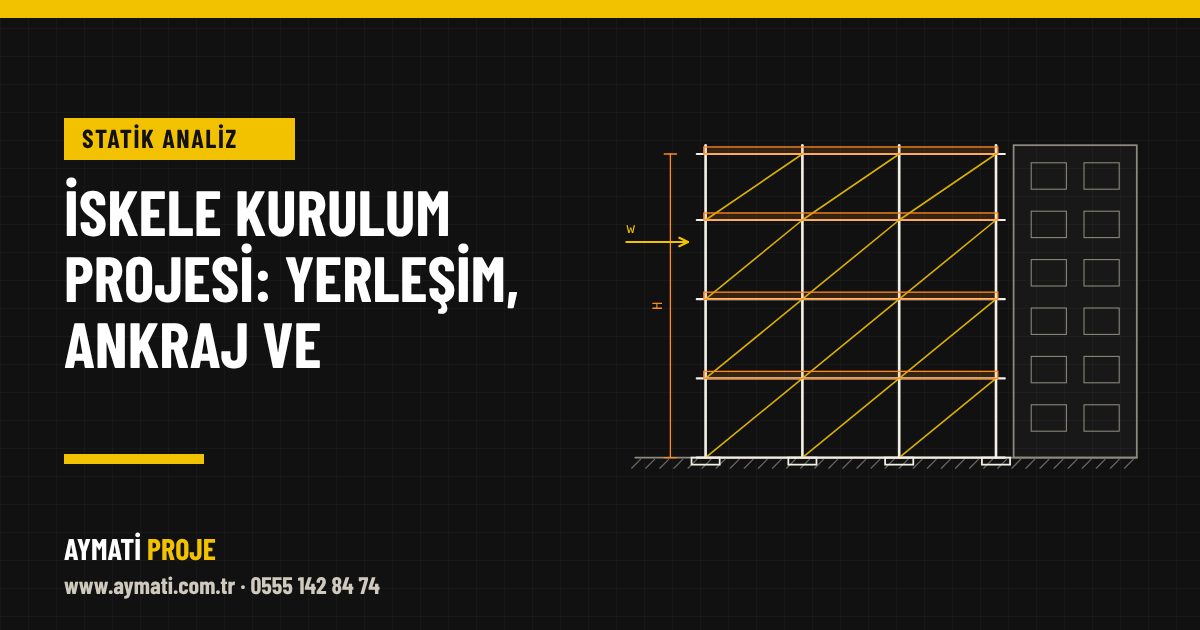 STATİK ANALİZ
İSKELE KURULUM
PROJESİ: YERLEŞİM,
ANKRAJ VE
W
H
AYMATİ PROJE
www.aymati.com.tr · 0555 142 84 74